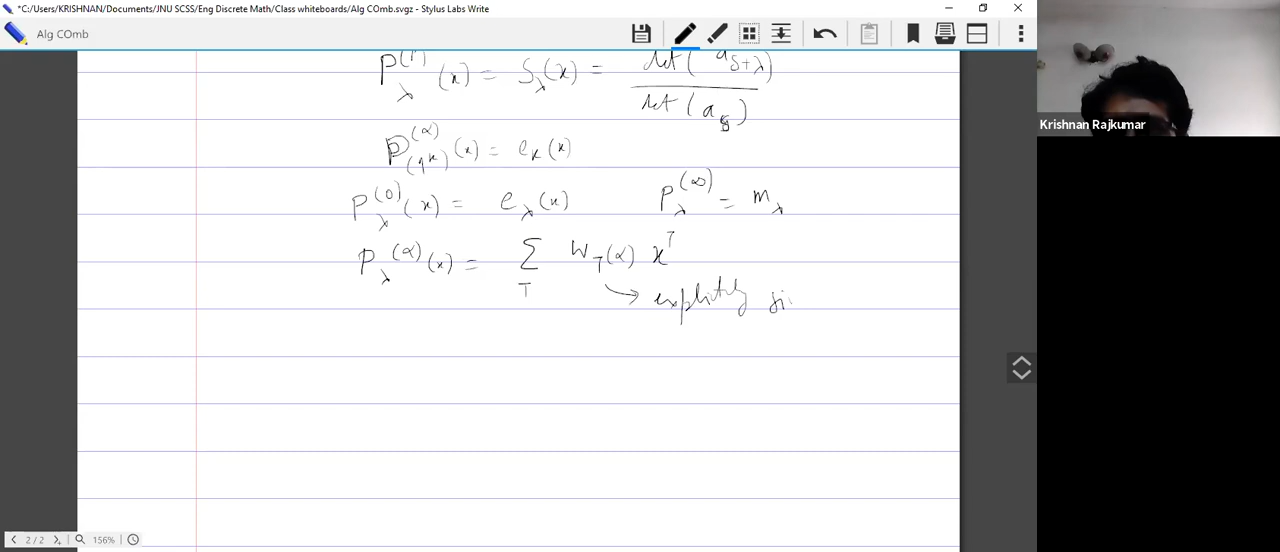 *C:/Users/KRISHNAN/Documents/JNU SCSS/Eng Discrete Math/Class whiteboards/Alg COmb.svgz - Stylus Labs Write
Alg COmb
P_λ^(1) (x) = S_λ(x) = det(a_δ+λ) / det(a_δ)
P_(1^k)^(α) (x) = e_k(x)
P_λ^(0) (x) = e_λ(x) P_λ^(∞) = m_λ
P_λ^(α) (x) = Σ_T W_T(α) x^T
→ explicitly
Krishnan Rajkumar
2/2 156%